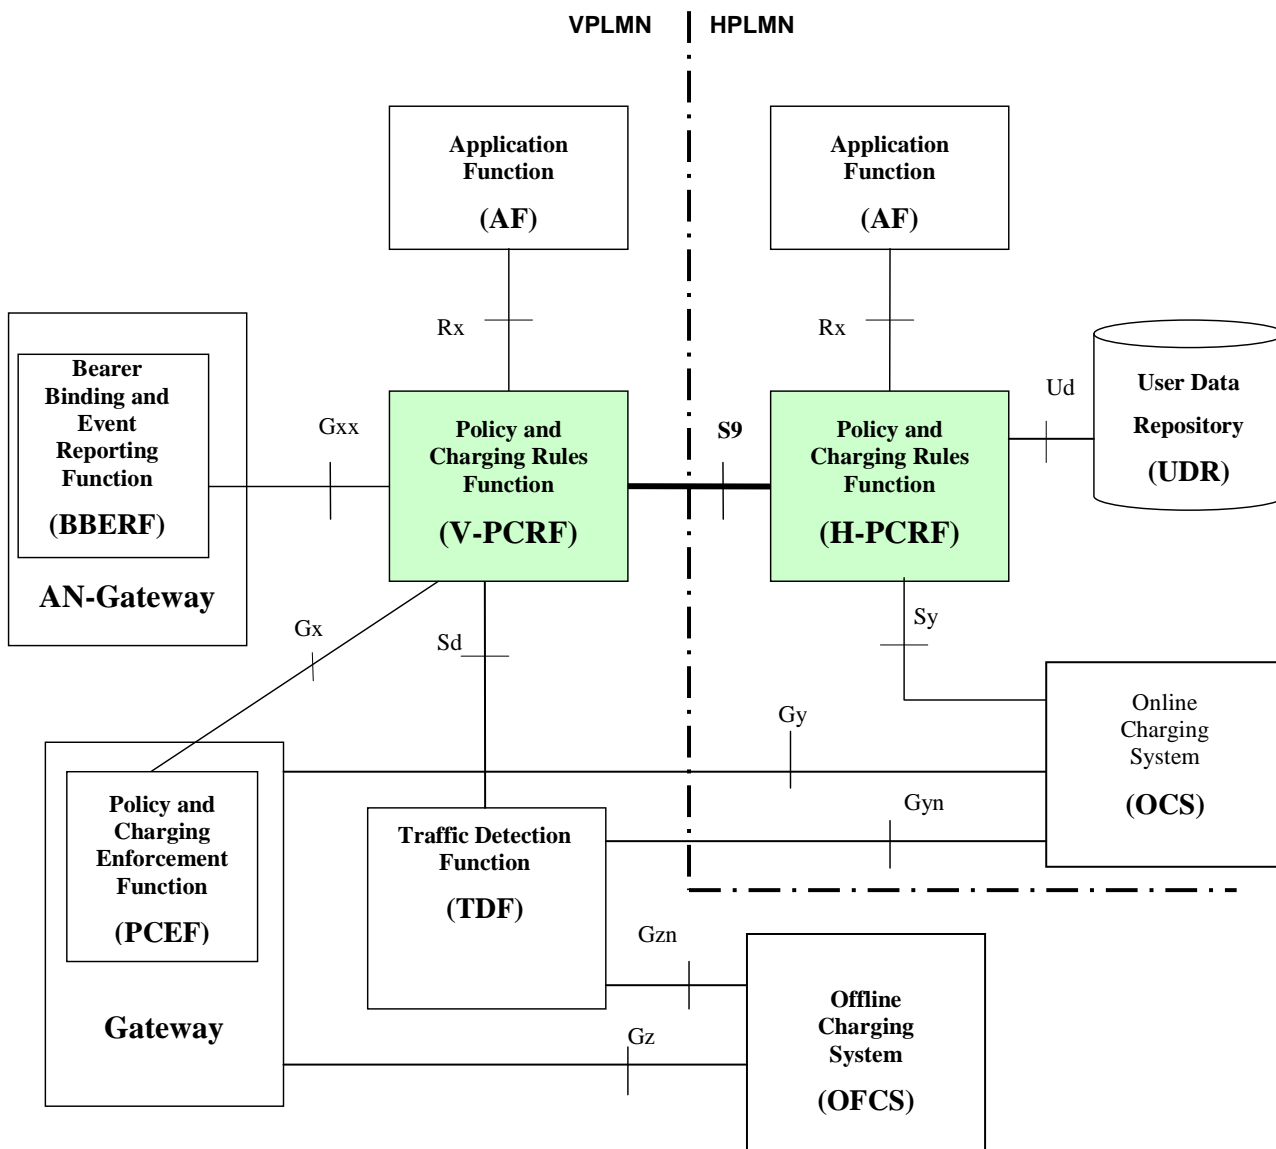 VPLMN
HPLMN
Application
Function
(AF)
Application
Function
(AF)
Rx
Rx
Bearer
Binding and
Event
Reporting
Function
(BBERF)
AN-Gateway
Gxx
Policy and
Charging Rules
Function
(V-PCRF)
S9
Policy and
Charging Rules
Function
(H-PCRF)
Ud
User Data
Repository
(UDR)
Gx
Sd
Sy
Gy
Online
Charging
System
(OCS)
Gyn
Policy and
Charging
Enforcement
Function
(PCEF)
Gateway
Traffic Detection
Function
(TDF)
Gzn
Gz
Offline
Charging
System
(OFCS)